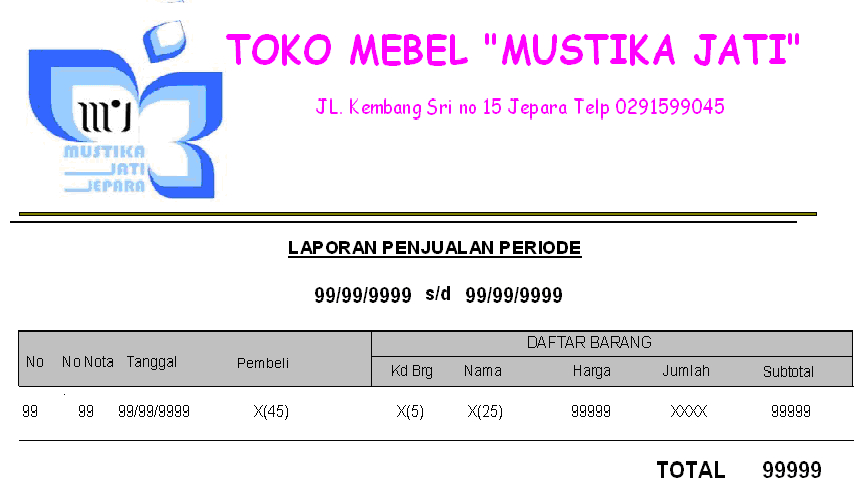 TOKO MEBEL "MUSTIKA JATI"
JL. Kembang Sri no 15 Jepara Telp 0291599045
mj
MUSTIKA
JATI
JEPARA
LAPORAN PENJUALAN PERIODE
99/99/9999 s/d 99/99/9999
DAFTAR BARANG
No No Nota Tanggal Pembeli Kd Brg Nama Harga Jumlah Subtotal
99 99 99/99/9999 X(45) X(5) X(25) 99999 XXXX 99999
TOTAL 99999